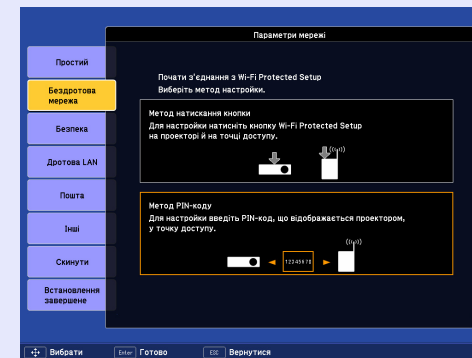 Параметри мережі
Простий
Бездротова
мережа
Безпека
Дротова LAN
Пошта
Інші
Скинути
Встановлення
завершене
Почати з'єднання з Wi-Fi Protected Setup
Виберіть метод настройки.
Метод натискання кнопки
Для настройки натисніть кнопку Wi-Fi Protected Setup
на проекторі й на точці доступу.
Метод PIN-коду
Для настройки введіть PIN-код, що відображається проектором,
у точку доступу.
12345678
Вибрати Enter Готово ESC Вернутися